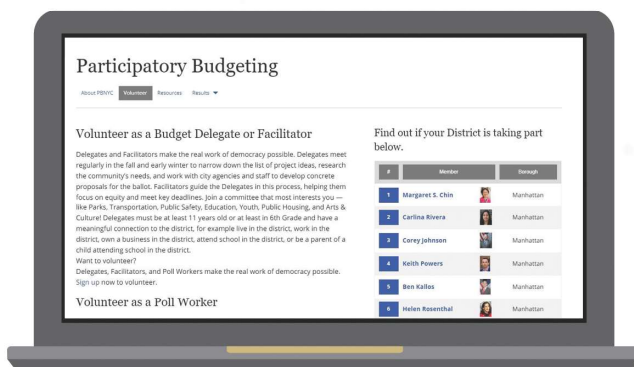 Participatory Budgeting
About PBNYC Volunteer Resources Results
Volunteer as a Budget Delegate or Facilitator
Delegates and Facilitators make the real work of democracy possible. Delegates meet
regularly in the fall and early winter to narrow down the list of project ideas, research
the community's needs, and work with city agencies and staff to develop concrete
proposals for the ballot. Facilitators guide the Delegates in this process, helping them
focus on equity and meet key deadlines. Join a committee that most interests you —
like Parks, Transportation, Public Safety, Education, Youth, Public Housing, and Arts &
Culture! Delegates must be at least 11 years old or at least in 6th Grade and have a
meaningful connection to the district, for example live in the district, work in the
district, own a business in the district, attend school in the district, or be a parent of a
child attending school in the district.
Want to volunteer?
Delegates, Facilitators, and Poll Workers make the real work of democracy possible.
Sign up now to volunteer.
Volunteer as a Poll Worker
Find out if your District is taking part
below.
# Member Borough
1 Margaret S. Chin Manhattan
2 Carlina Rivera Manhattan
3 Corey Johnson Manhattan
4 Keith Powers Manhattan
5 Ben Kallos Manhattan
6 Helen Rosenthal Manhattan